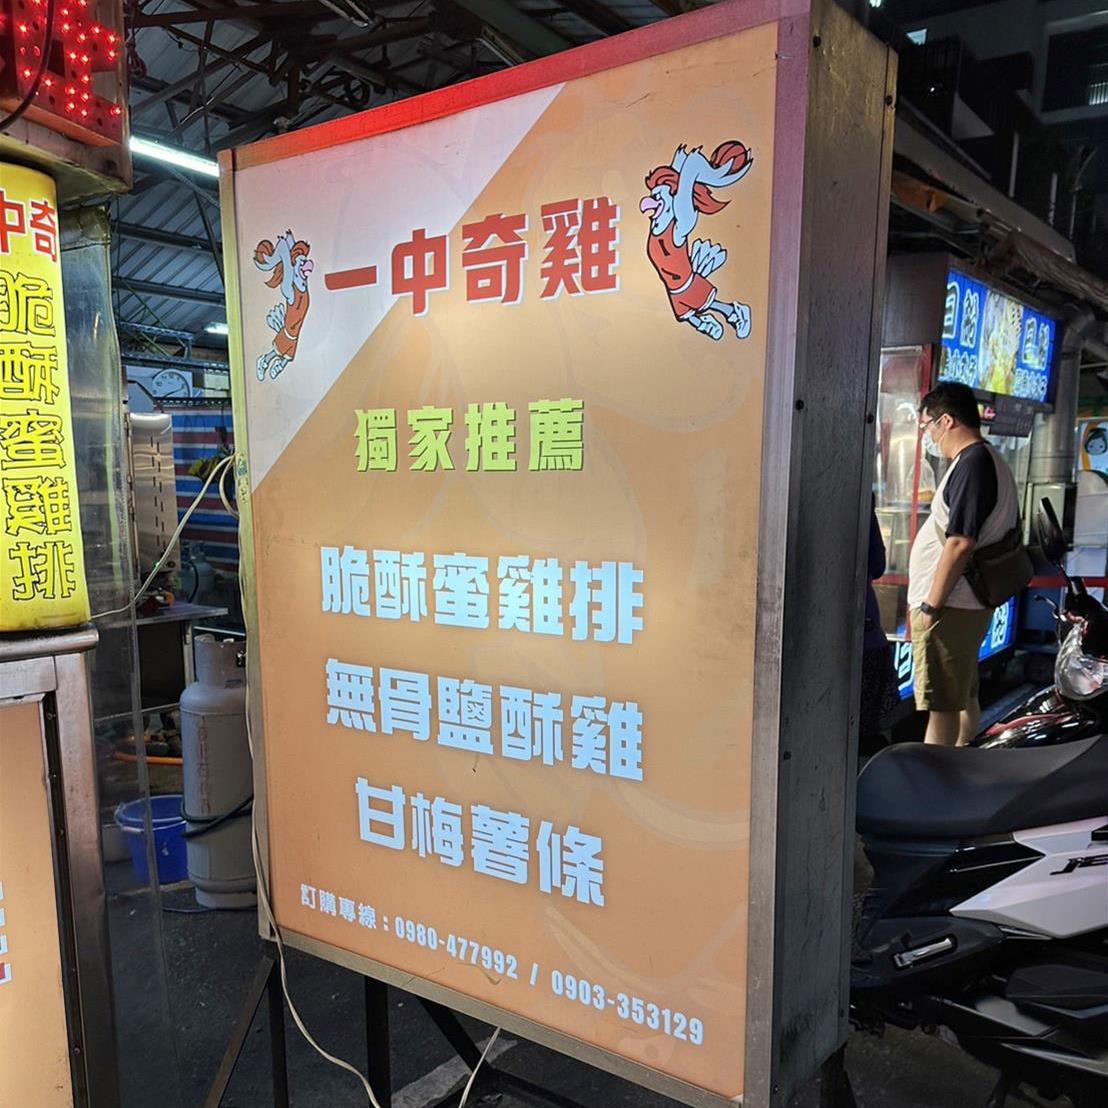 一中奇雞
獨家推薦
脆酥蜜雞排
無骨鹽酥雞
甘梅薯條
訂購專線：0980-477992 / 0903-353129
中奇
脆酥蜜雞排